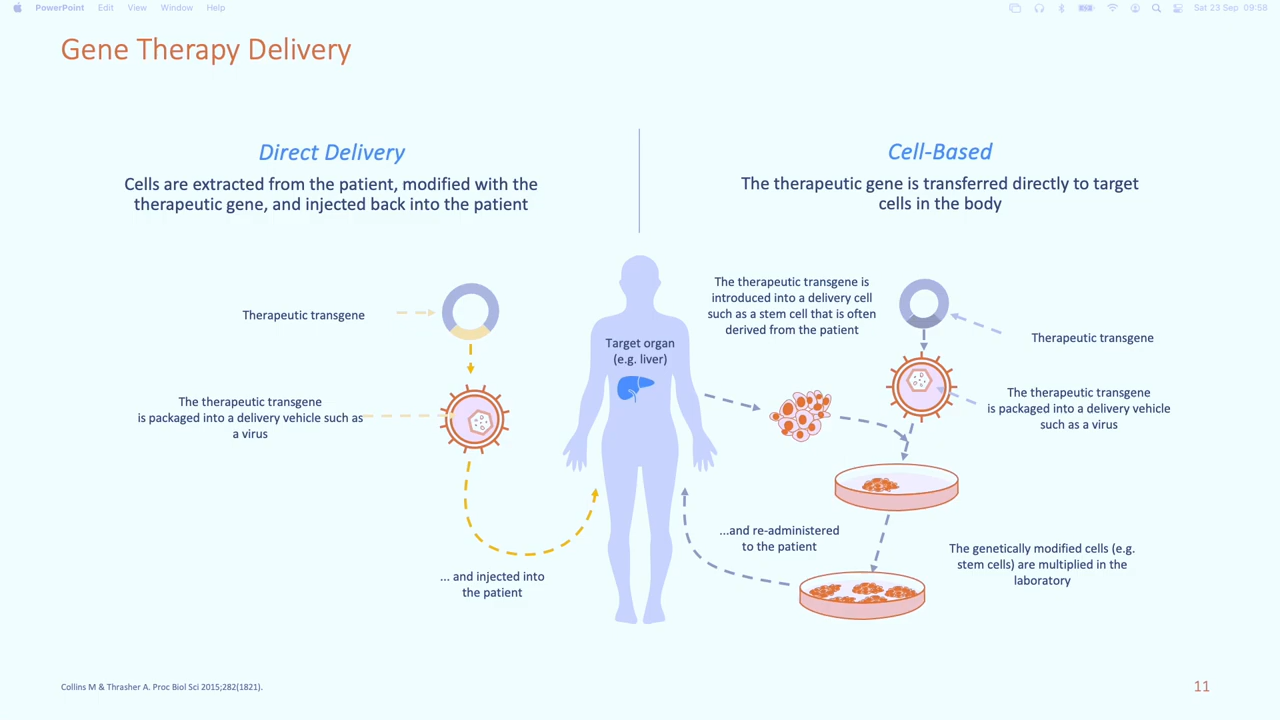 PowerPoint Edit View Window Help Sat 23 Sep 09:58
Gene Therapy Delivery
Direct Delivery
Cells are extracted from the patient, modified with the
therapeutic gene, and injected back into the patient
Cell-Based
The therapeutic gene is transferred directly to target
cells in the body
Therapeutic transgene
The therapeutic transgene
is packaged into a delivery vehicle such as
a virus
... and injected into
the patient
Target organ
(e.g. liver)
The therapeutic transgene is
introduced into a delivery cell
such as a stem cell that is often
derived from the patient
Therapeutic transgene
The therapeutic transgene
is packaged into a delivery vehicle
such as a virus
...and re-administered
to the patient
The genetically modified cells (e.g.
stem cells) are multiplied in the
laboratory
Collins M & Thrasher A. Proc Biol Sci 2015;282(1821).
11